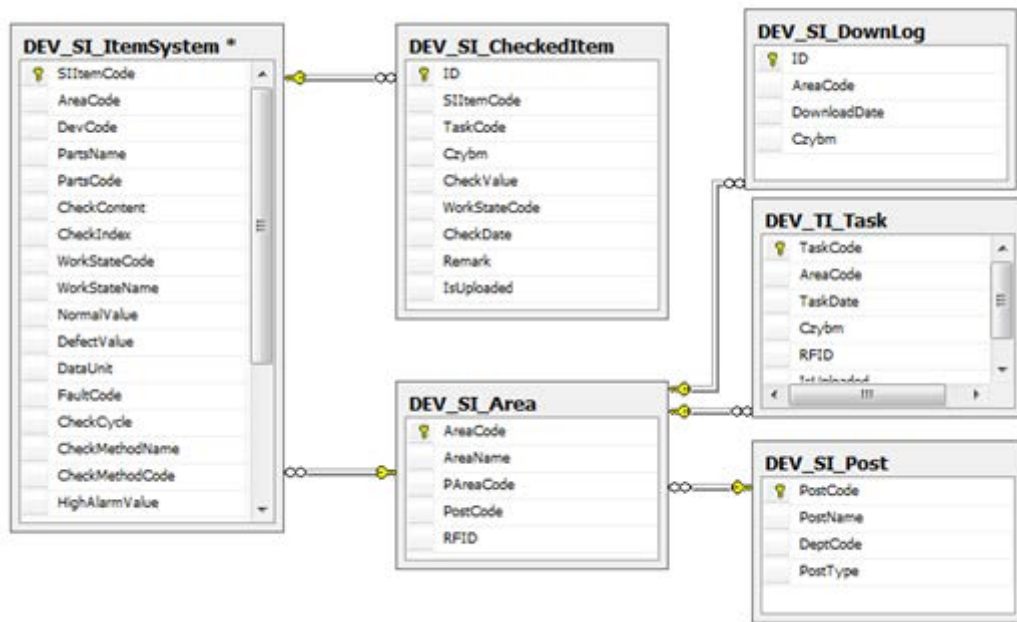 DEV_SI_ItemSystem *
SIItemCode
AreaCode
DevCode
PartsName
PartsCode
CheckContent
CheckIndex
WorkStateCode
WorkStateName
NormalValue
DefectValue
DataUnit
FaultCode
CheckCycle
CheckMethodName
CheckMethodCode
HighAlarmValue
DEV_SI_CheckedItem
ID
SIItemCode
TaskCode
Czybm
CheckValue
WorkStateCode
CheckDate
Remark
IsUploaded
DEV_SI_Area
AreaCode
AreaName
PAreaCode
PostCode
RFID
DEV_SI_DownLog
ID
AreaCode
DownloadDate
Czybm
DEV_TI_Task
TaskCode
AreaCode
TaskDate
Czybm
RFID
IsUploaded
DEV_SI_Post
PostCode
PostName
DeptCode
PostType